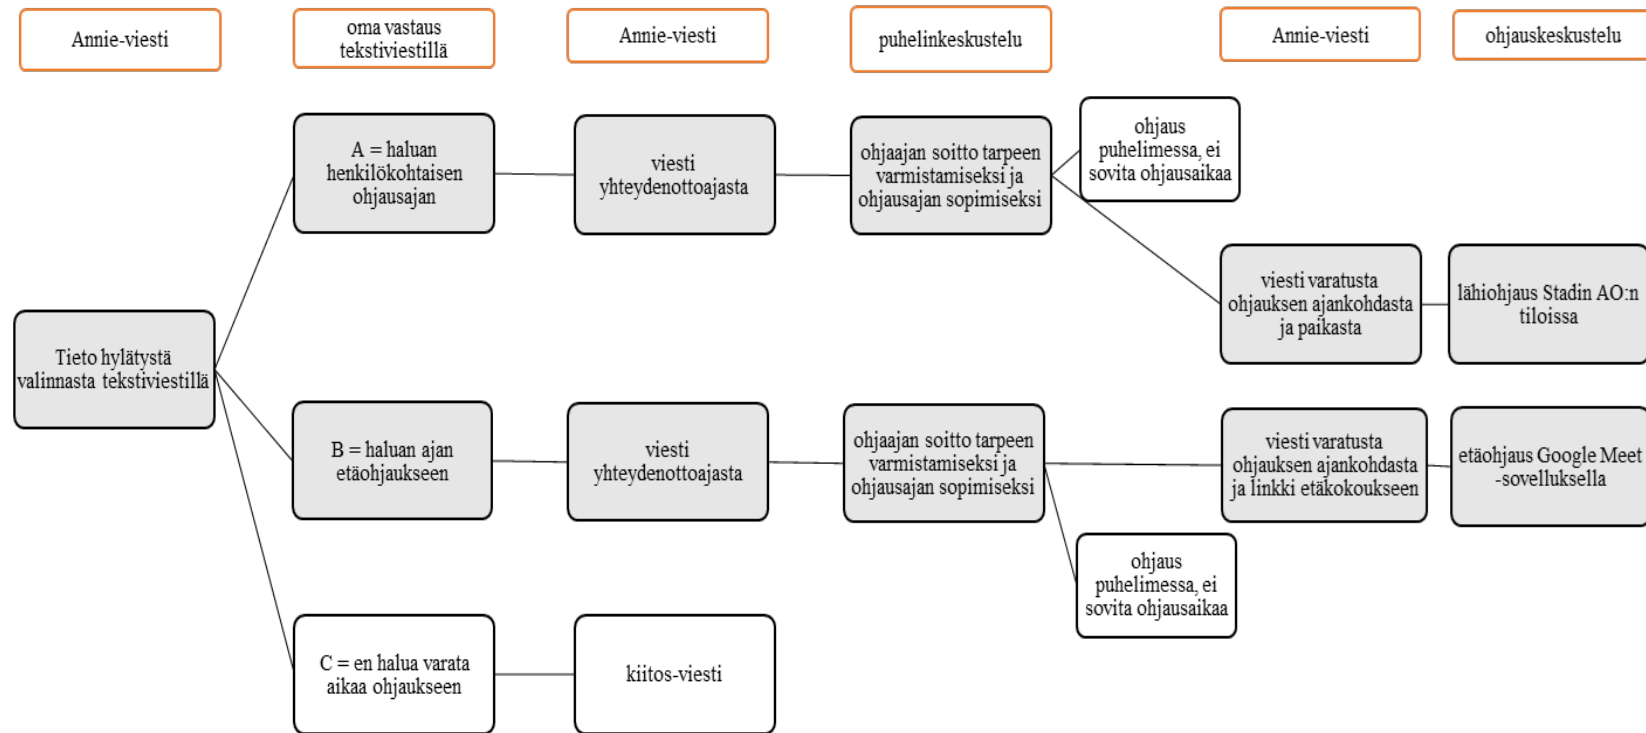 Annie-viesti
oma vastaus
tekstiviestillä
Annie-viesti
puhelinkeskustelu
Annie-viesti
ohjauskeskustelu
A = haluan
henkilökohtaisen
ohjausajan
viesti
yhteydenottoajasta
ohjaajan soitto tarpeen
varmistamiseksi ja
ohjausajan sopimiseksi
ohjaus
puhelimessa, ei
sovita ohjausaikaa
viesti varatusta
ohjauksen ajankohdasta
ja paikasta
lähiohjaus Stadin AO:n
tiloissa
Tieto hylätystä
valinnasta tekstiviestillä
B = haluan ajan
etäohjaukseen
viesti
yhteydenottoajasta
ohjaajan soitto tarpeen
varmistamiseksi ja
ohjausajan sopimiseksi
viesti varatusta
ohjauksen ajankohdasta
ja linkki etäkokoukseen
etäohjaus Google Meet
-sovelluksella
ohjaus
puhelimessa, ei
sovita ohjausaikaa
C = en halua varata
aikaa ohjaukseen
kiitos-viesti